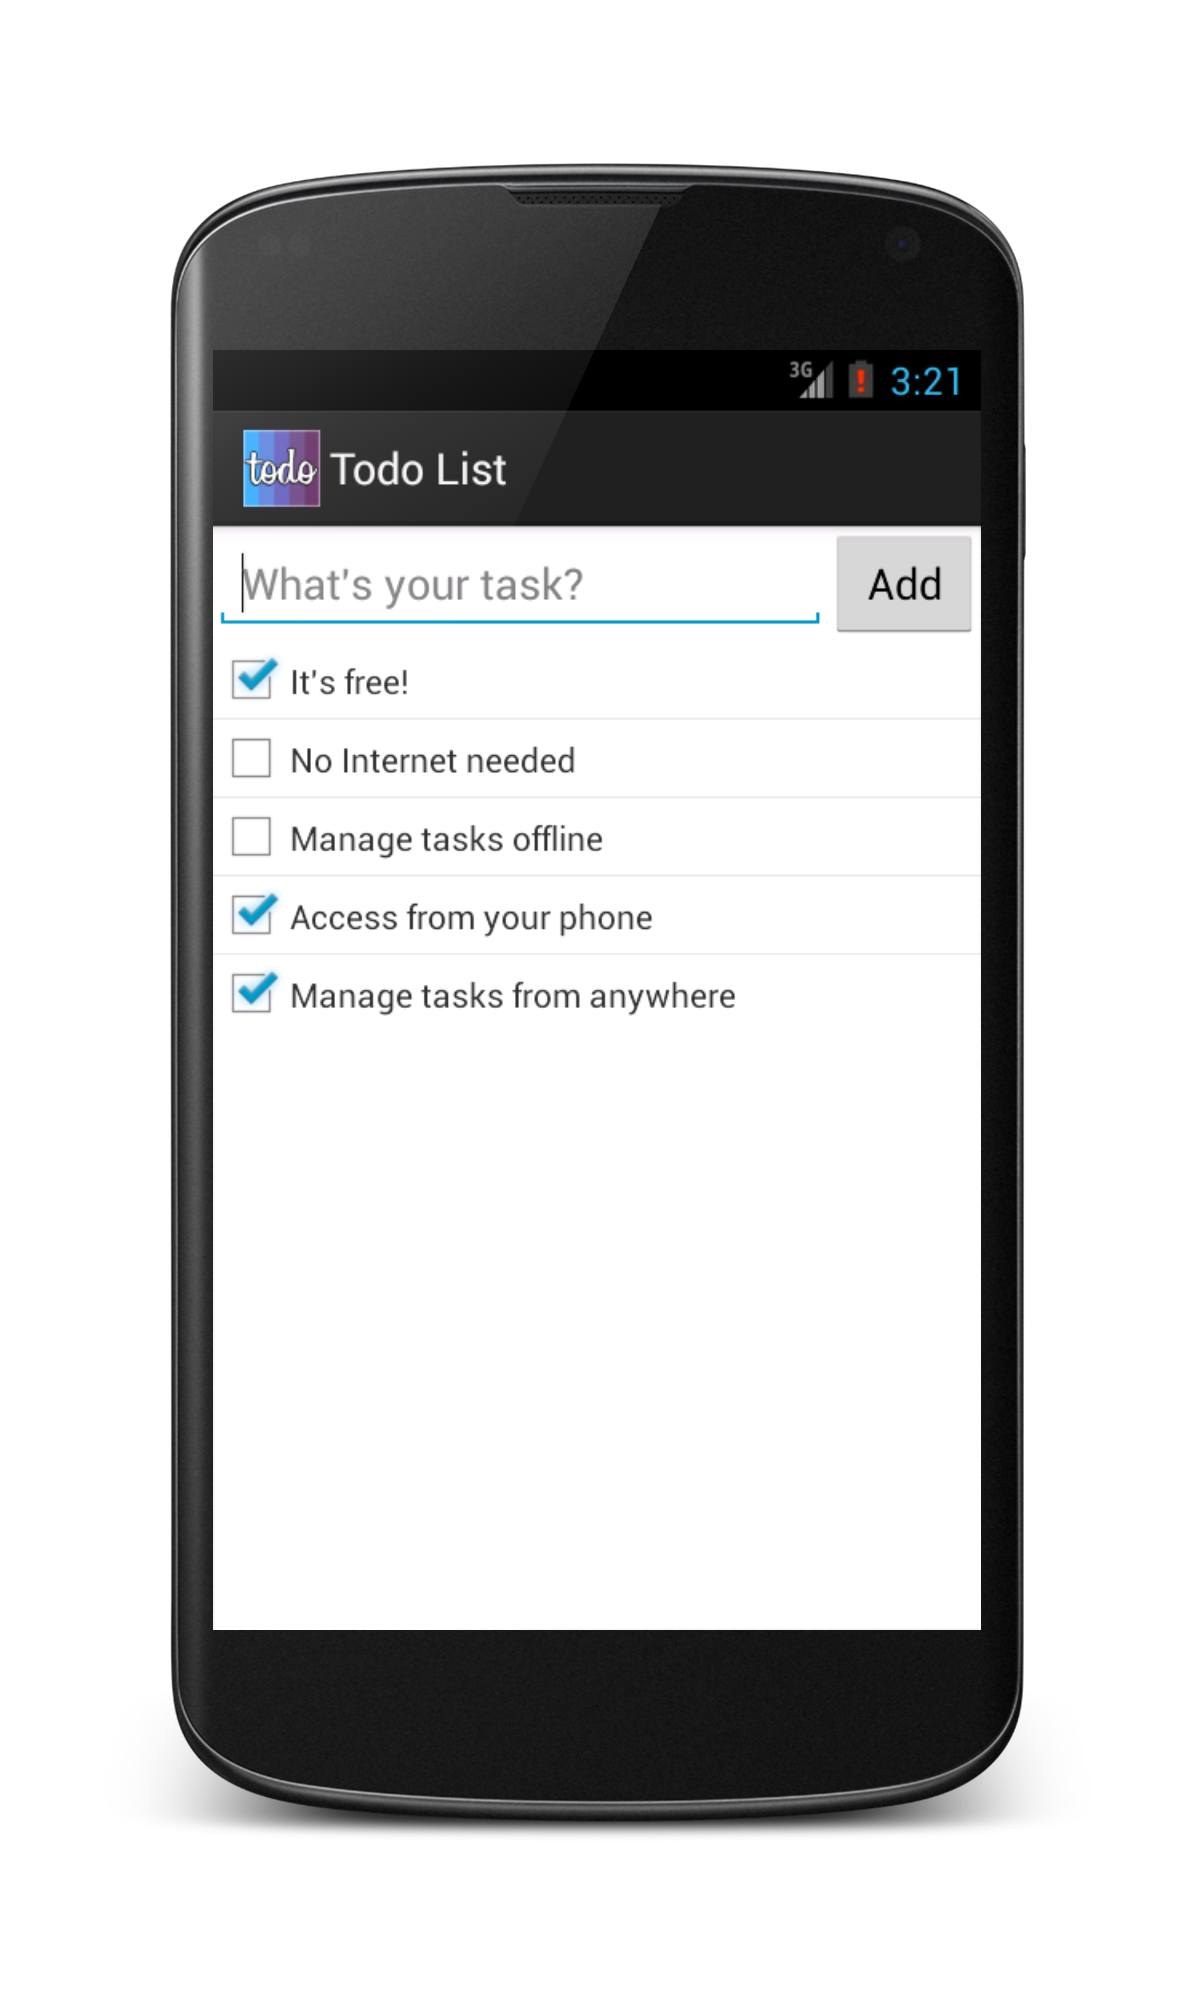 3G 3:21
todo Todo List
What's your task? Add
It's free!
No Internet needed
Manage tasks offline
Access from your phone
Manage tasks from anywhere